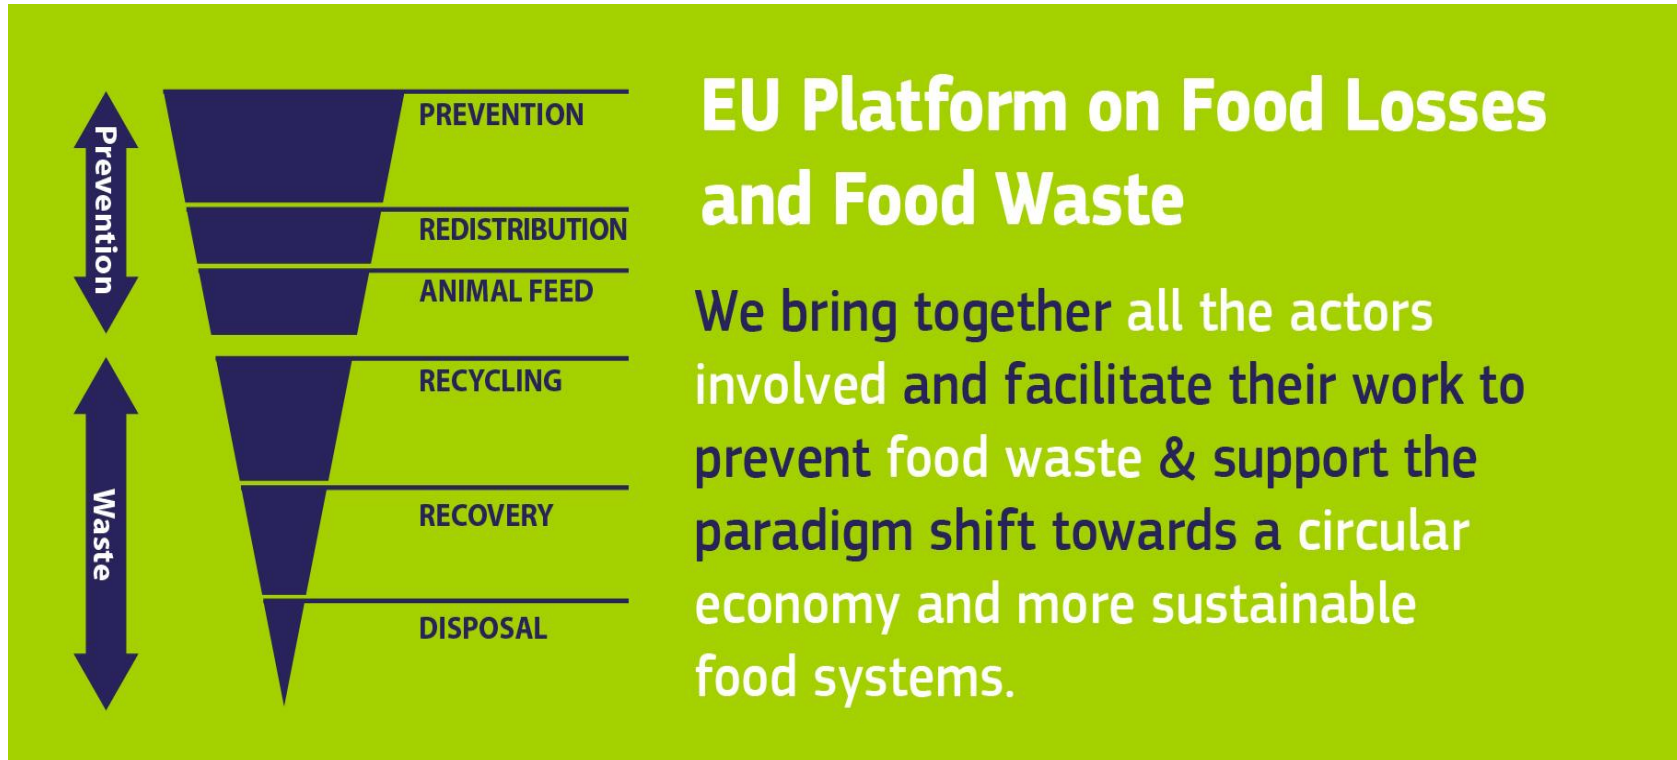 Prevention
Waste
PREVENTION
REDISTRIBUTION
ANIMAL FEED
RECYCLING
RECOVERY
DISPOSAL
EU Platform on Food Losses
and Food Waste
We bring together all the actors
involved and facilitate their work to
prevent food waste & support the
paradigm shift towards a circular
economy and more sustainable
food systems.